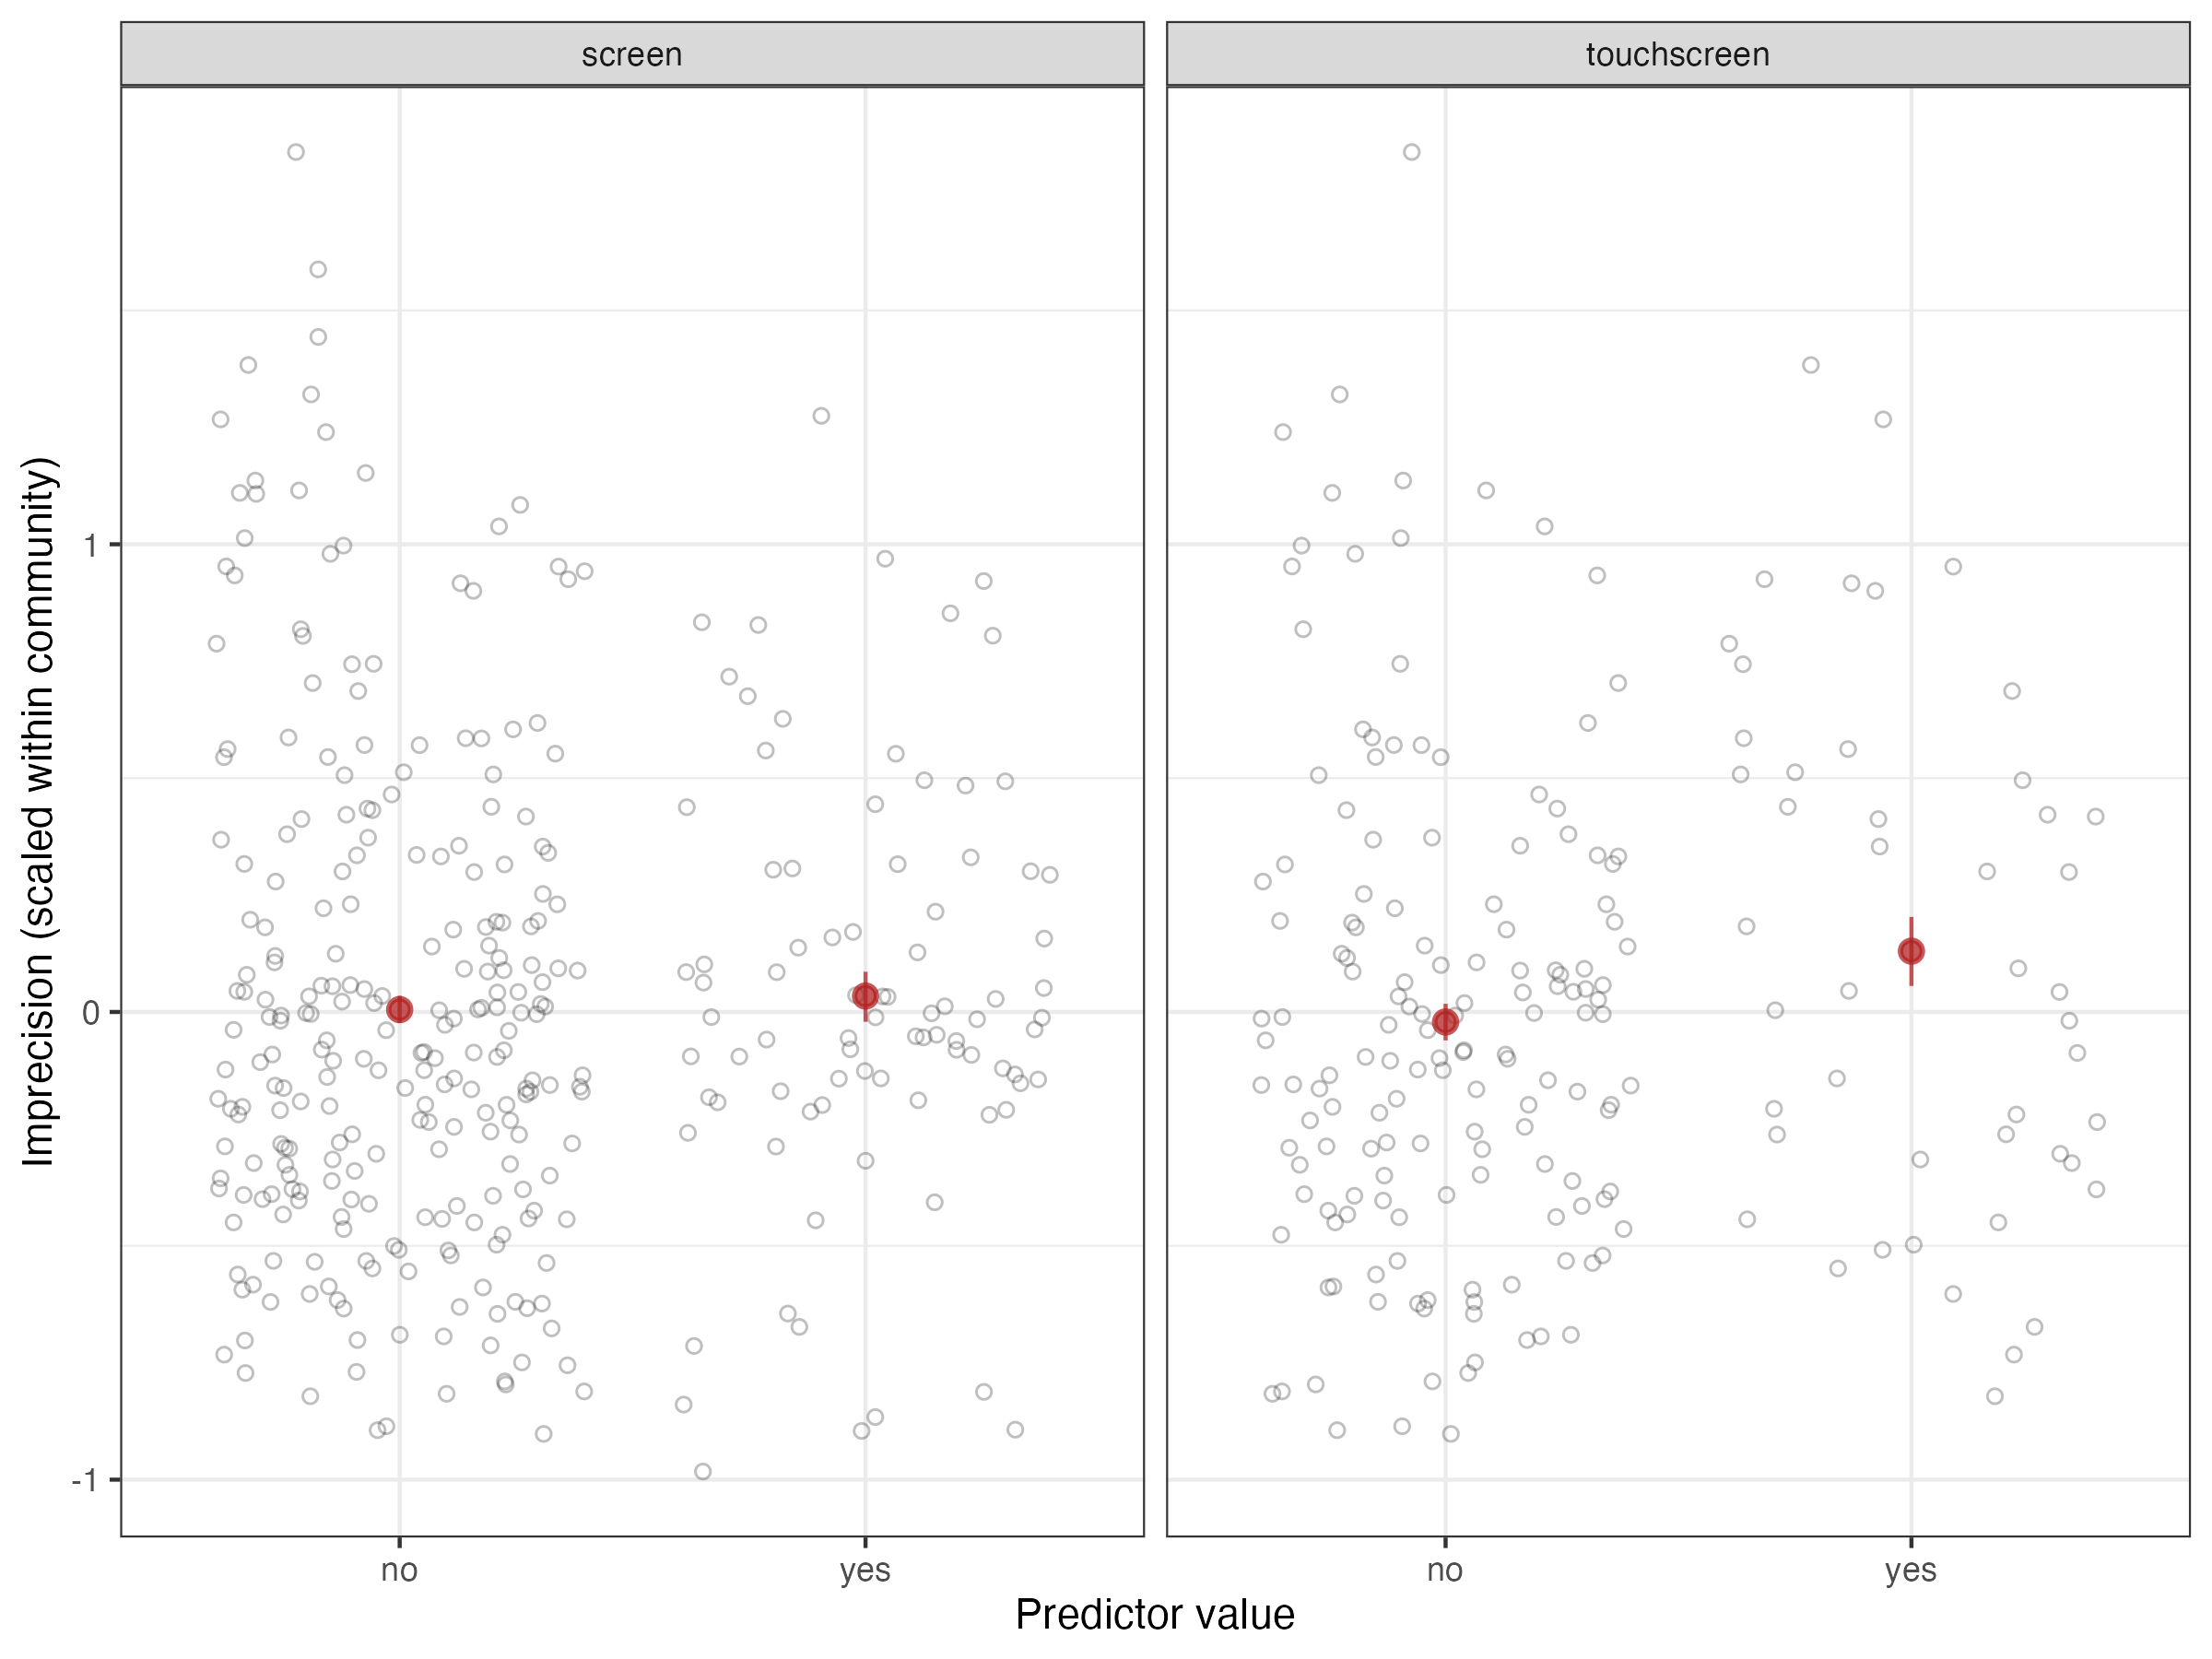 screen
touchscreen
Imprecision (scaled within community)
1
0
-1
no
yes
no
yes
Predictor value